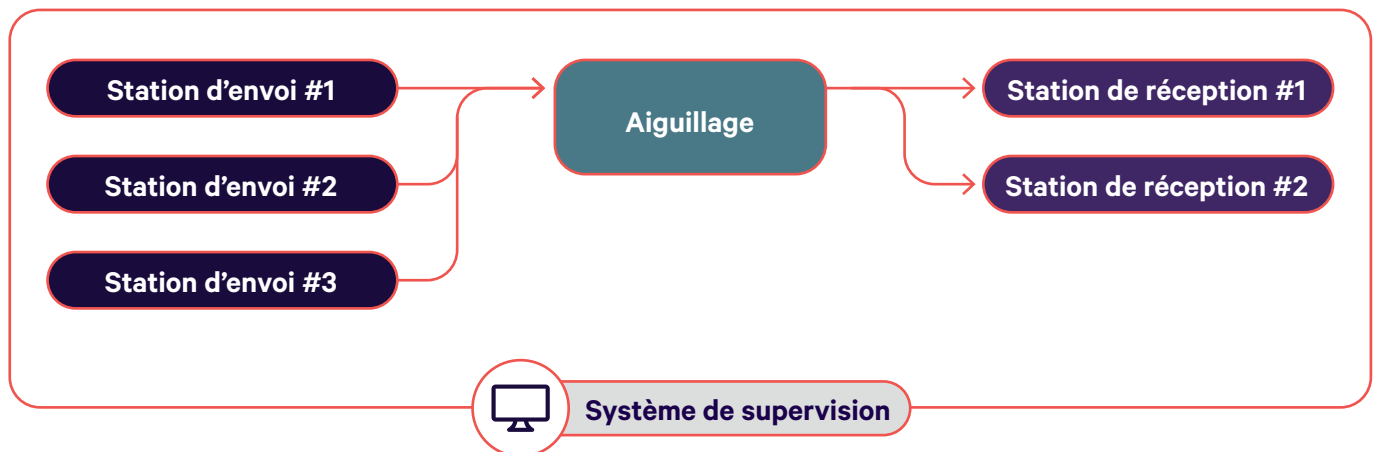 Station d’envoi #1
Station d’envoi #2
Station d’envoi #3
Aiguillage
Station de réception #1
Station de réception #2
Système de supervision